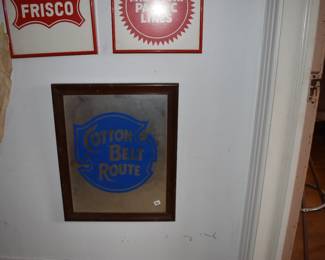 FRISCO
PACIFIC
LINES
COTTON
BELT
ROUTE